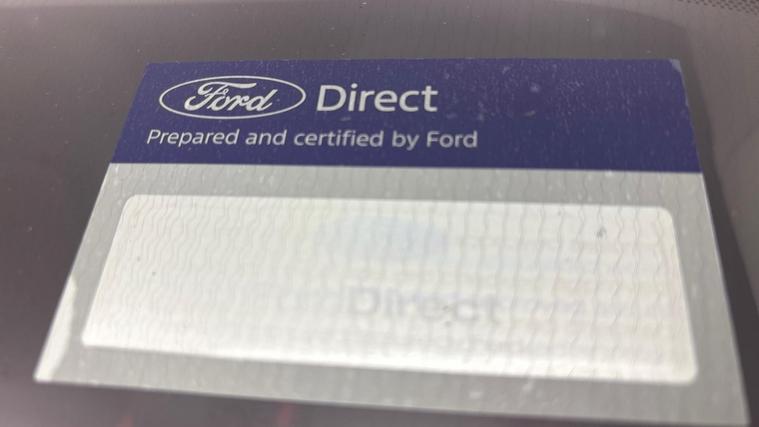 Ford Direct
Prepared and certified by Ford
Direct